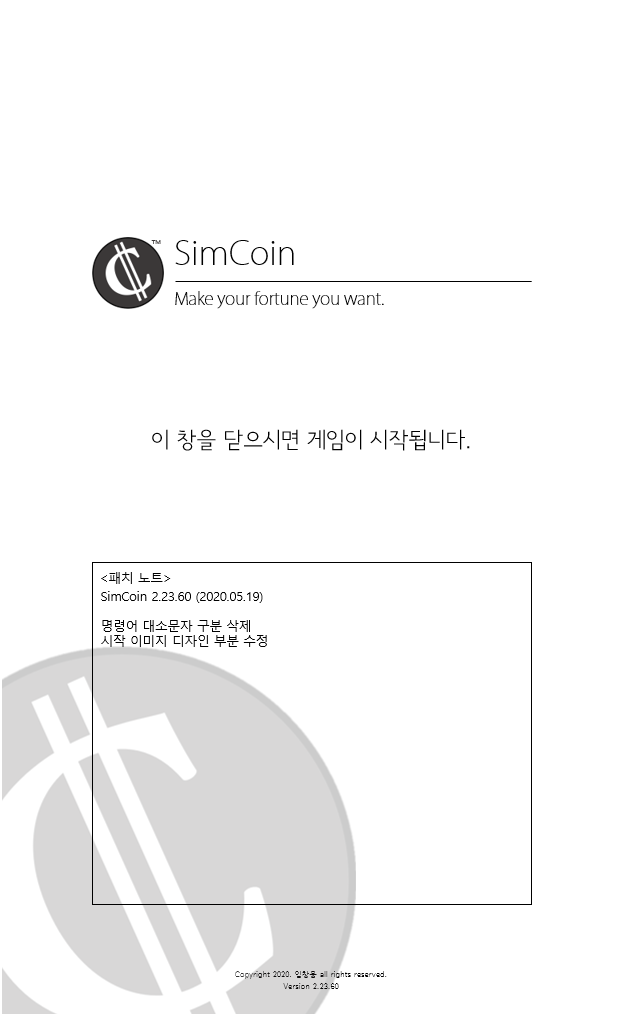 ™
SimCoin
Make your fortune you want.
이 창을 닫으시면 게임이 시작됩니다.
<패치 노트>
SimCoin 2.23.60 (2020.05.19)
명령어 대소문자 구분 삭제
시작 이미지 디자인 부분 수정
Copyright 2020. all rights reserved.
Version 2.23.60